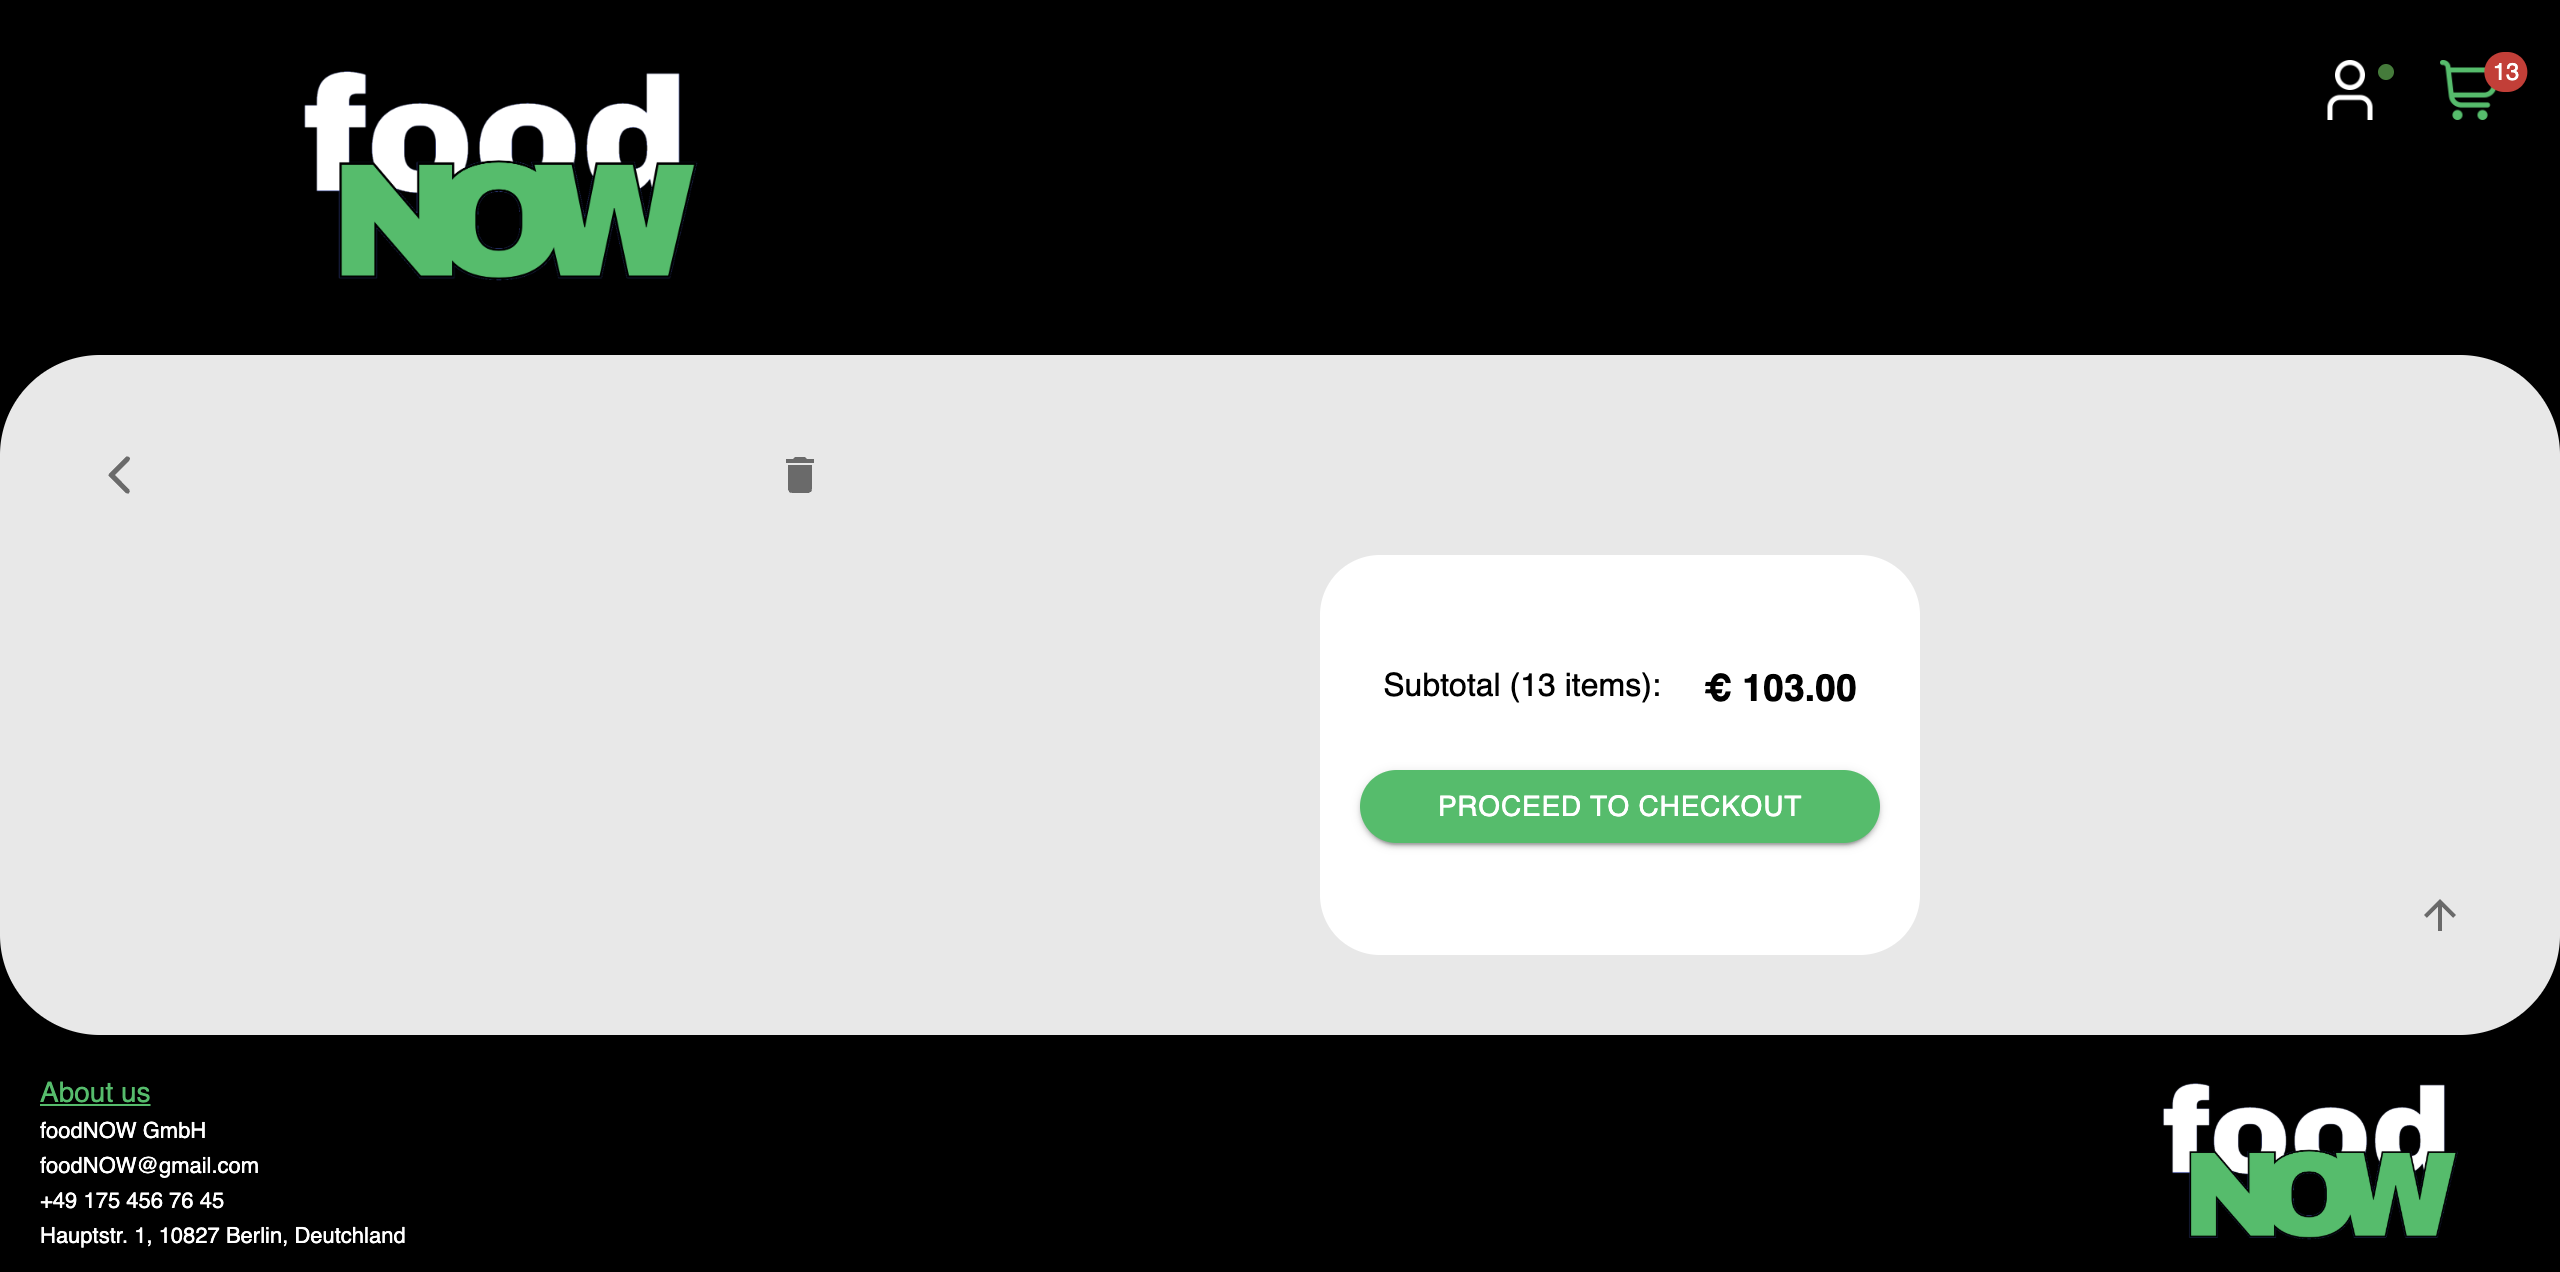 food
NOW
13
Subtotal (13 items): € 103.00
PROCEED TO CHECKOUT
About us
foodNOW GmbH
foodNOW@gmail.com
+49 175 456 76 45
Hauptstr. 1, 10827 Berlin, Deutchland
food
NOW